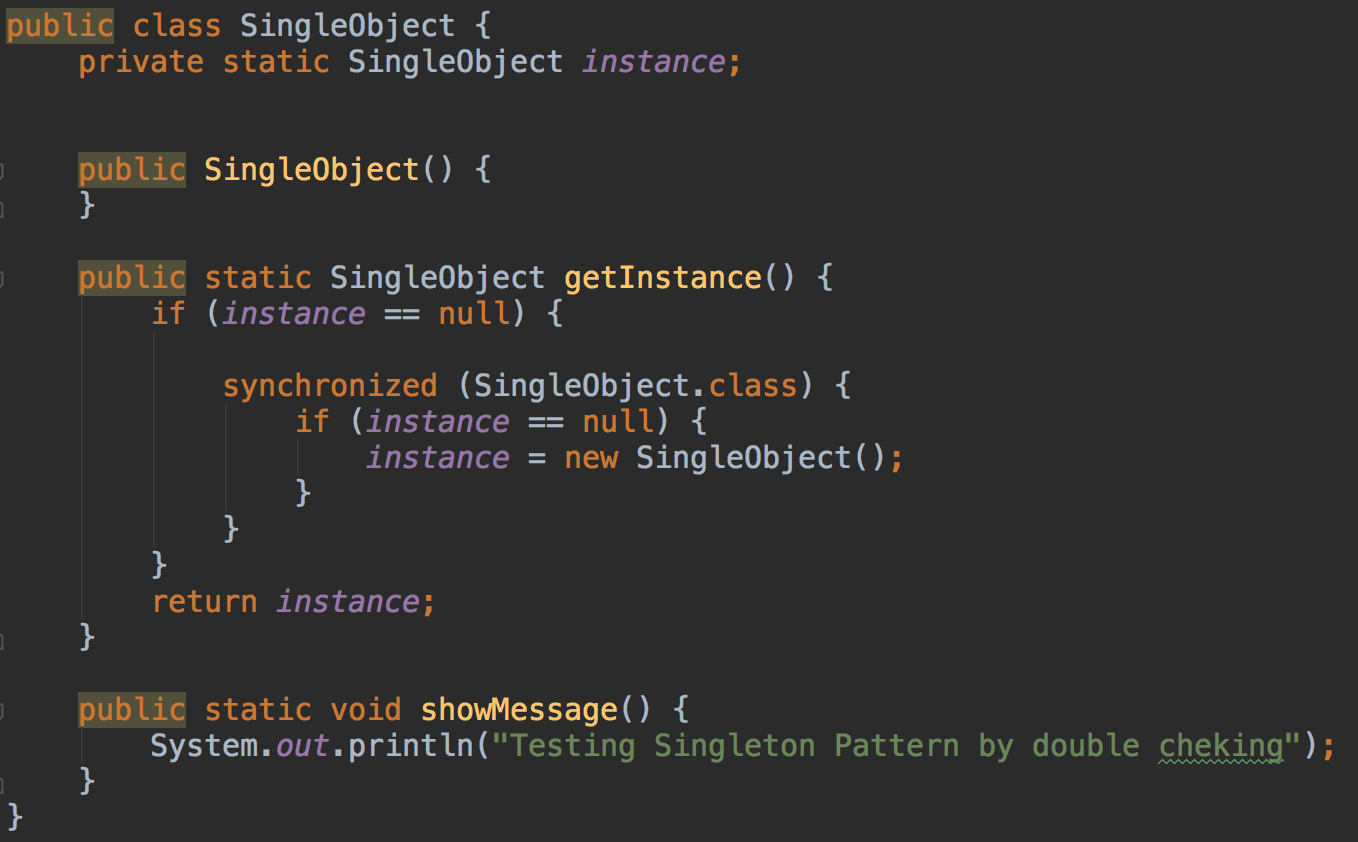 public class SingleObject {
    private static SingleObject instance;
    public SingleObject() {
    }
    public static SingleObject getInstance() {
        if (instance == null) {
            synchronized (SingleObject.class) {
                if (instance == null) {
                    instance = new SingleObject();
                }
            }
        }
        return instance;
    }
    public static void showMessage() {
        System.out.println("Testing Singleton Pattern by double cheking");
    }
}